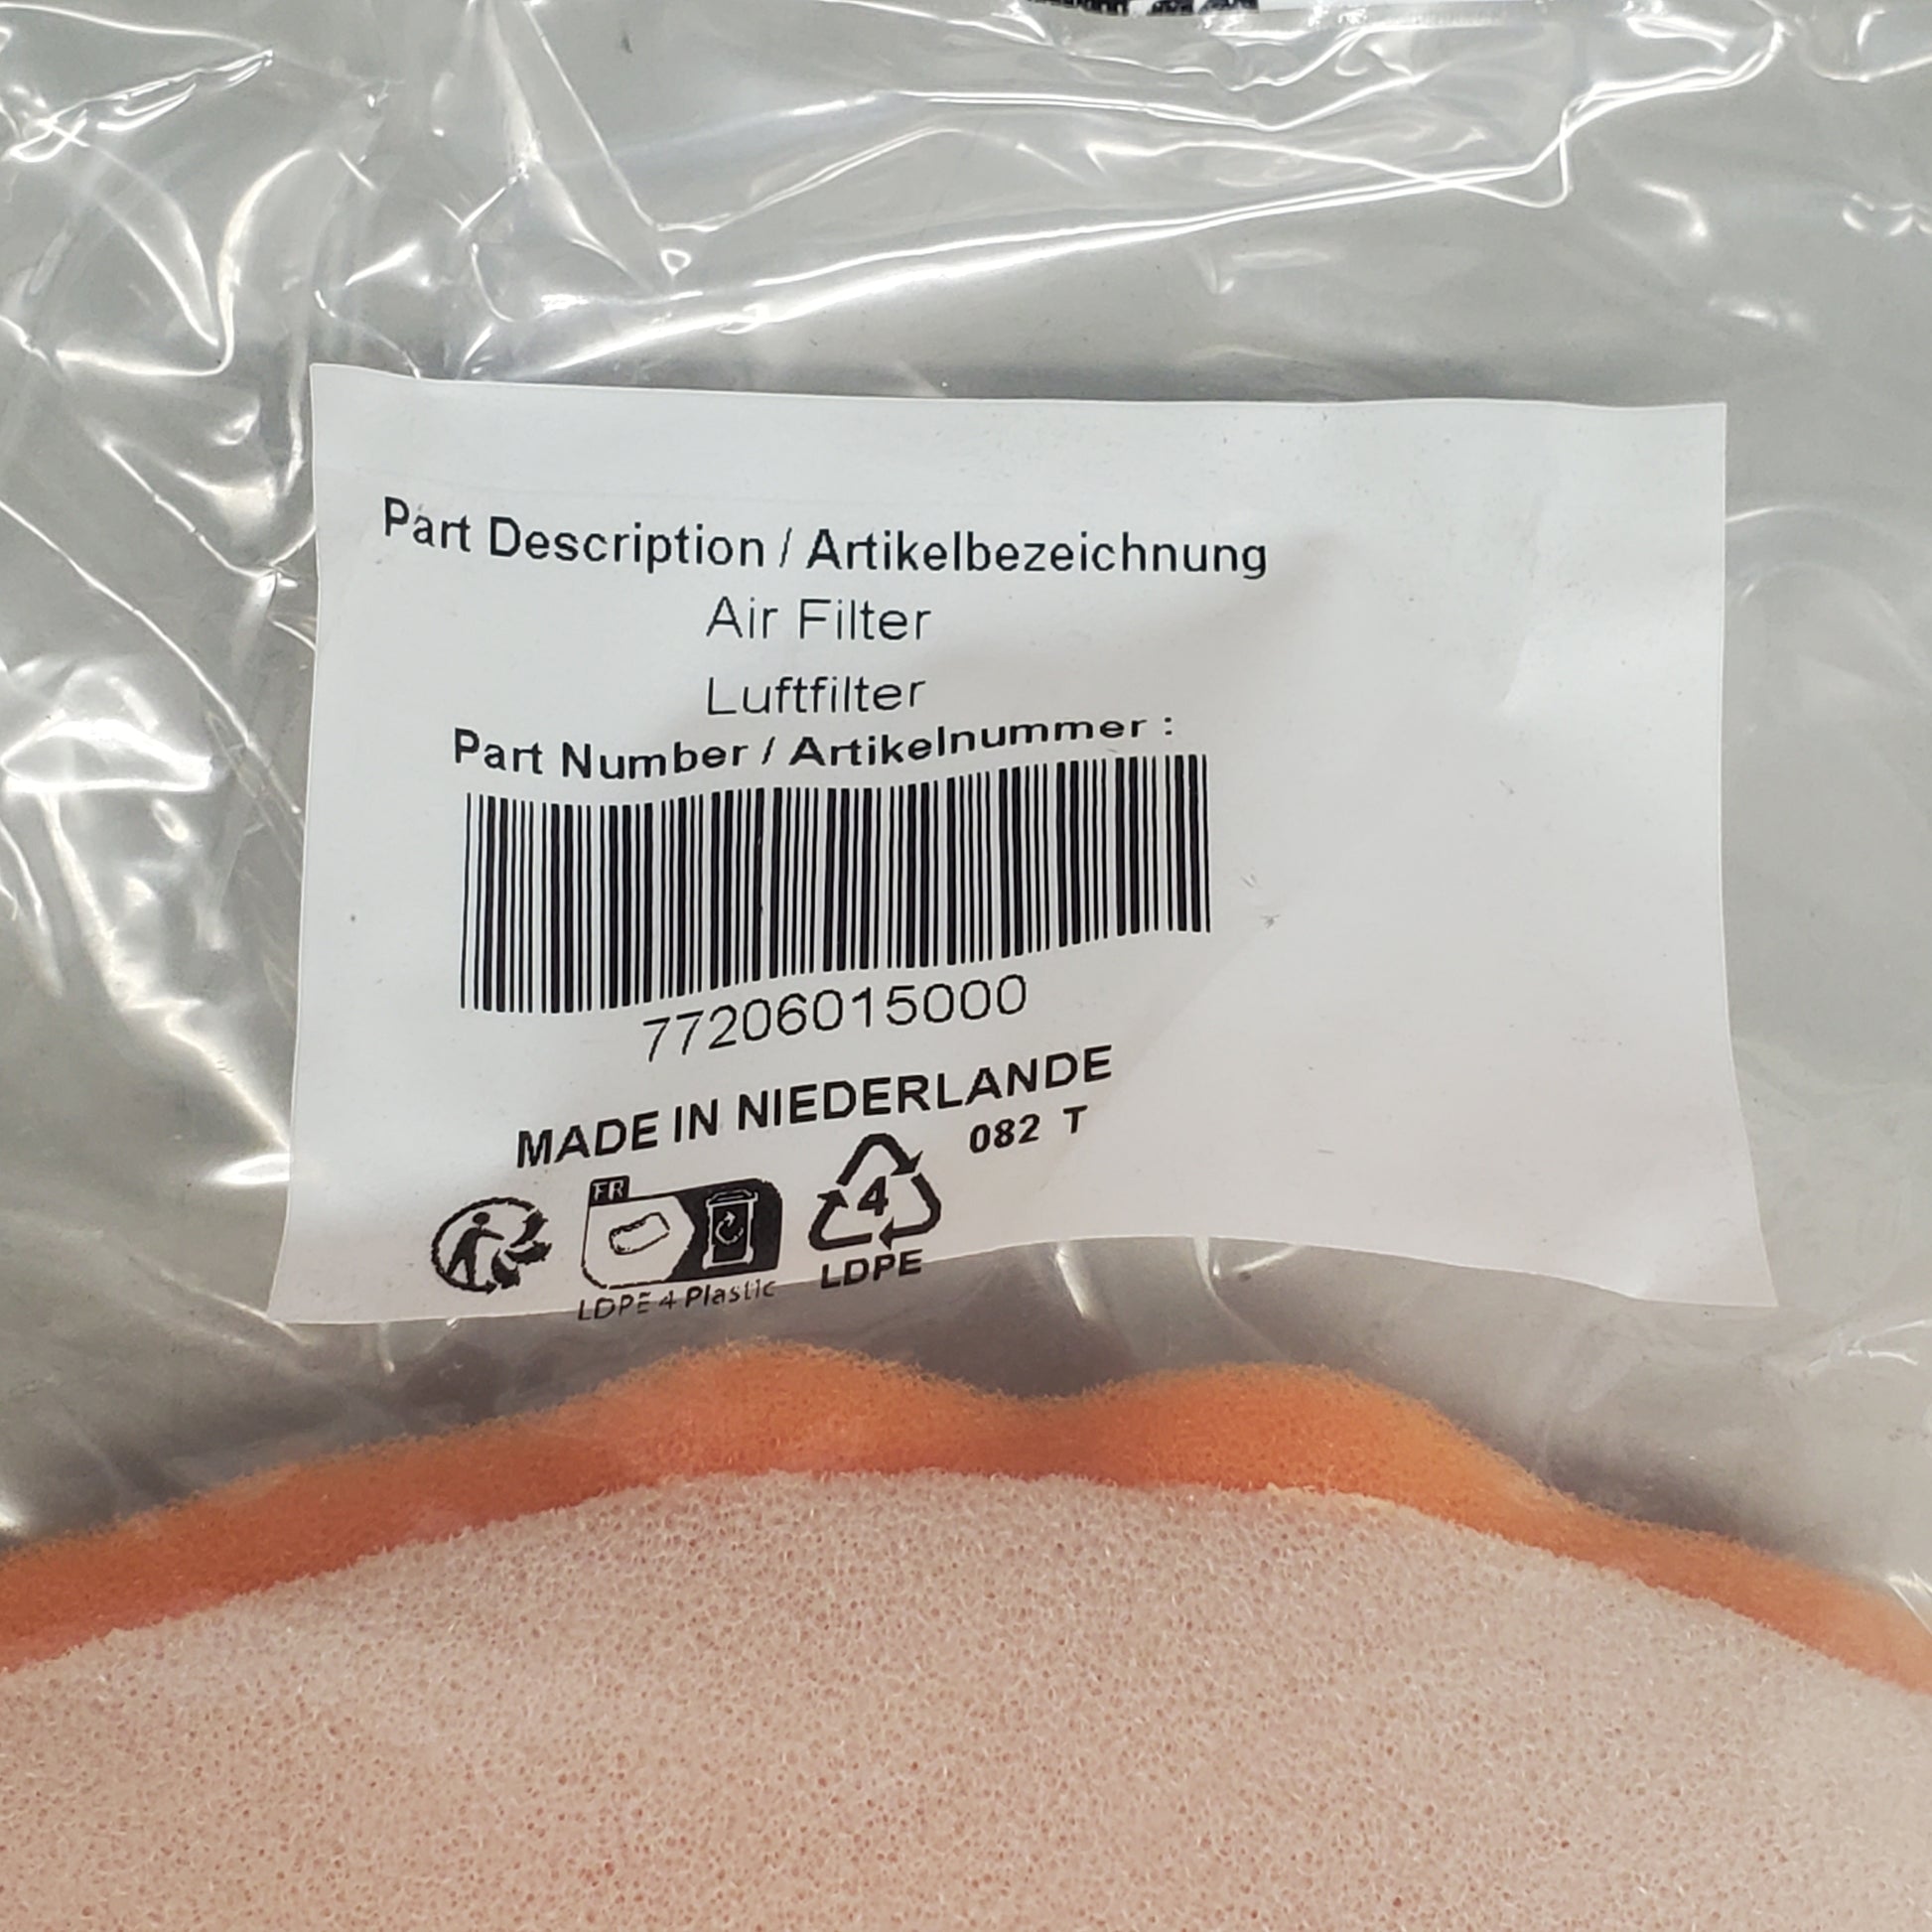 Part Description / Artikelbezeichnung
Air Filter
Luftfilter
Part Number / Artikelnummer :
77206015000
MADE IN NIEDERLANDE
082 T
FR
4
LDPE 4 Plastic
LDPE